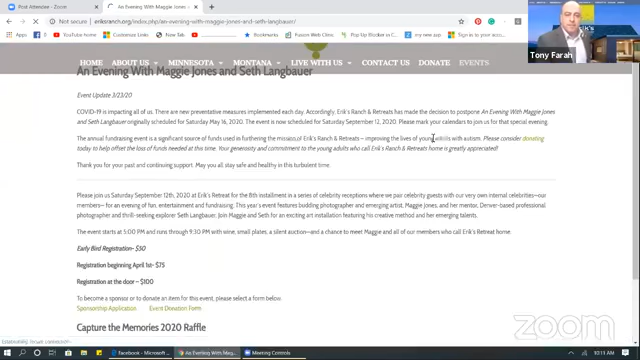 Post Attendee
An Evening With Maggie Jones and
Not secure | eriksranch.org/index.php/an-evening-with-maggie-jones-and-seth-langbauer/
Apps
YouTube
Maps
Pop Up Blocker
my new sub
Microsoft
HOME ABOUT MINNESOTA MONTANA LIVE WITH US CONTACT US DONATE EVENTS
Tony Farah
An Evening With Maggie Jones and Seth Langbauer
Event Update 3/23/20
COVID-19 is impacting all of us. There are new preventative measures implemented each day. Accordingly, Erik's Ranch & Retreats has made the decision to postpone An Evening With Maggie Jones
and Seth Langbauer originally scheduled for Saturday May 16, 2020. The event is now scheduled for Saturday September 12, 2020. Please mark your calendars to join us for that special evening.
The annual fundraising event is a significant source of funds used in furthering the mission of Erik's Ranch & Retreats – improving the lives of young adults with autism. Please consider donating
today to help offset the loss of funds needed at this time. Your generosity and commitment to the young adults who call Erik's Ranch & Retreats home is greatly appreciated!
Thank you for your past and continuing support. May you all stay safe and healthy in this turbulent time.
Please join us Saturday September 12th, 2020 at Erik's Retreat for the 8th installment in a series of celebrity receptions where we pair celebrity guests with our very own internal celebrities–our
members– for an evening of fun, entertainment and fundraising. This year's event features budding photographer and emerging artist, Maggie Jones, and her mentor, Denver-based professional
photographer and thrill-seeking explorer Seth Langbauer. Join Maggie and Seth for an exciting art installation featuring his creative method and her emerging talents.
The event starts at 5:00 PM and runs through 9:30 PM with wine, small plates, a silent auction– and a chance to meet Maggie and all of our members who call Erik's Retreat home.
Early Bird Registration– $50
Registration beginning April 1st– $75
Registration at the door – $100
To become a sponsor or to donate an item for this event, please select a form below.
Sponsorship Application Event Donation Form
Capture the Memories 2020 Raffle
zoom
Facebook - Microsoft
An Evening With Mag...
Meeting Controls
10:15 AM